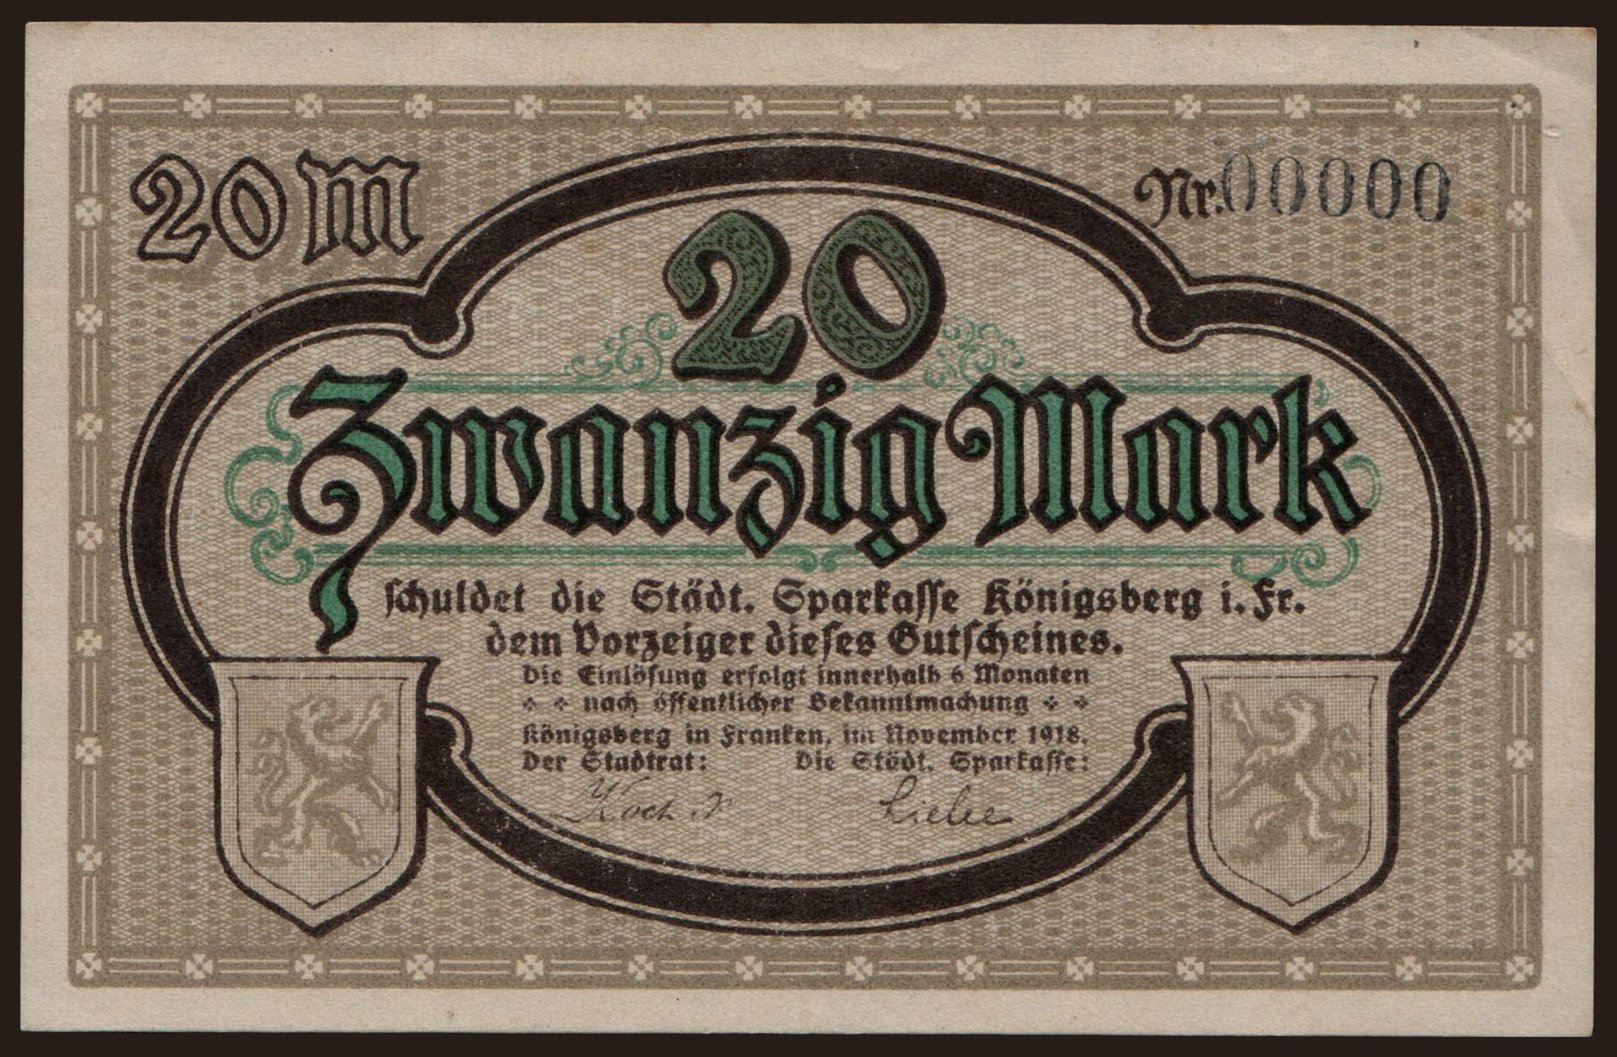 20 M
Nr. 00000
20
Zwanzig Mark
schuldet die Städt. Sparkasse Königsberg i. Fr.
dem Vorzeiger dieses Gutscheines.
Die Einlösung erfolgt innerhalb 6 Monaten
nach öffentlicher Bekanntmachung
Königsberg in Franken, im November 1918.
Der Stadtrat: Die Städt. Sparkasse:
Koch